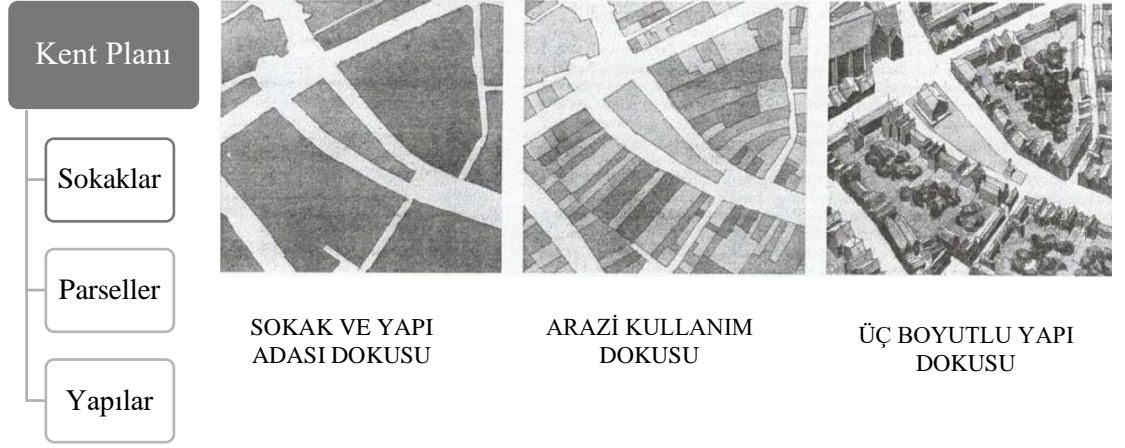 Kent Planı
Sokaklar
Parseller
Yapılar
SOKAK VE YAPI
ADASI DOKUSU
ARAZİ KULLANIM
DOKUSU
ÜÇ BOYUTLU YAPI
DOKUSU